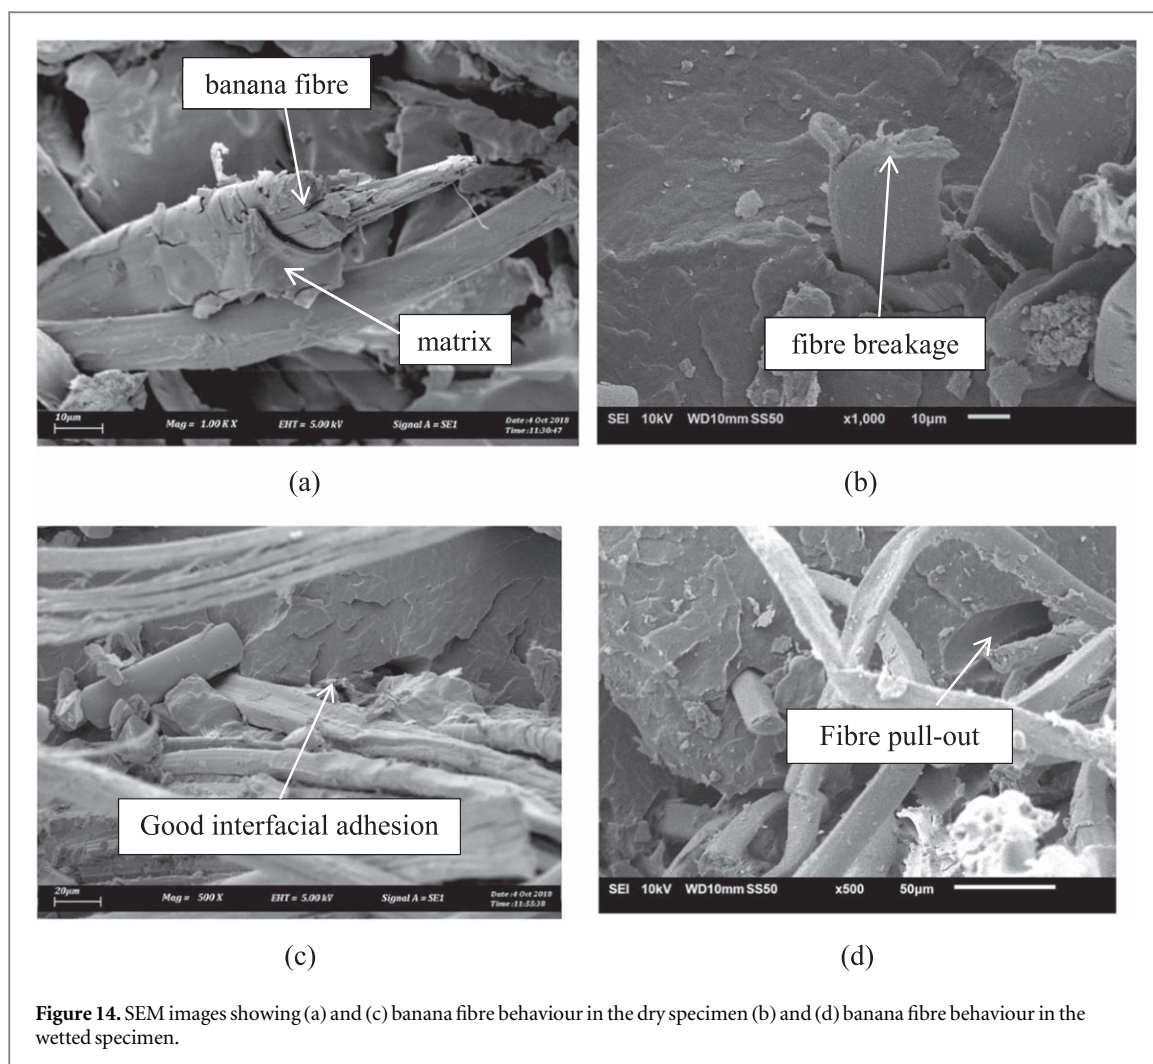 banana fibre
matrix
10µm
Mag = 1.00 K X EHT = 5.00 kV Signal A = SE1 Date :4 Oct 2018
Time :11:30:47
fibre breakage
SEI 10kV WD10mm SS50 x1,000 10µm
(a)
(b)
Good interfacial adhesion
20µm
Mag = 500 X EHT = 5.00 kV Signal A = SE1 Date :4 Oct 2018
Time :11:55:38
Fibre pull-out
SEI 10kV WD10mm SS50 x500 50µm
(c)
(d)
Figure 14. SEM images showing (a) and (c) banana fibre behaviour in the dry specimen (b) and (d) banana fibre behaviour in the
wetted specimen.